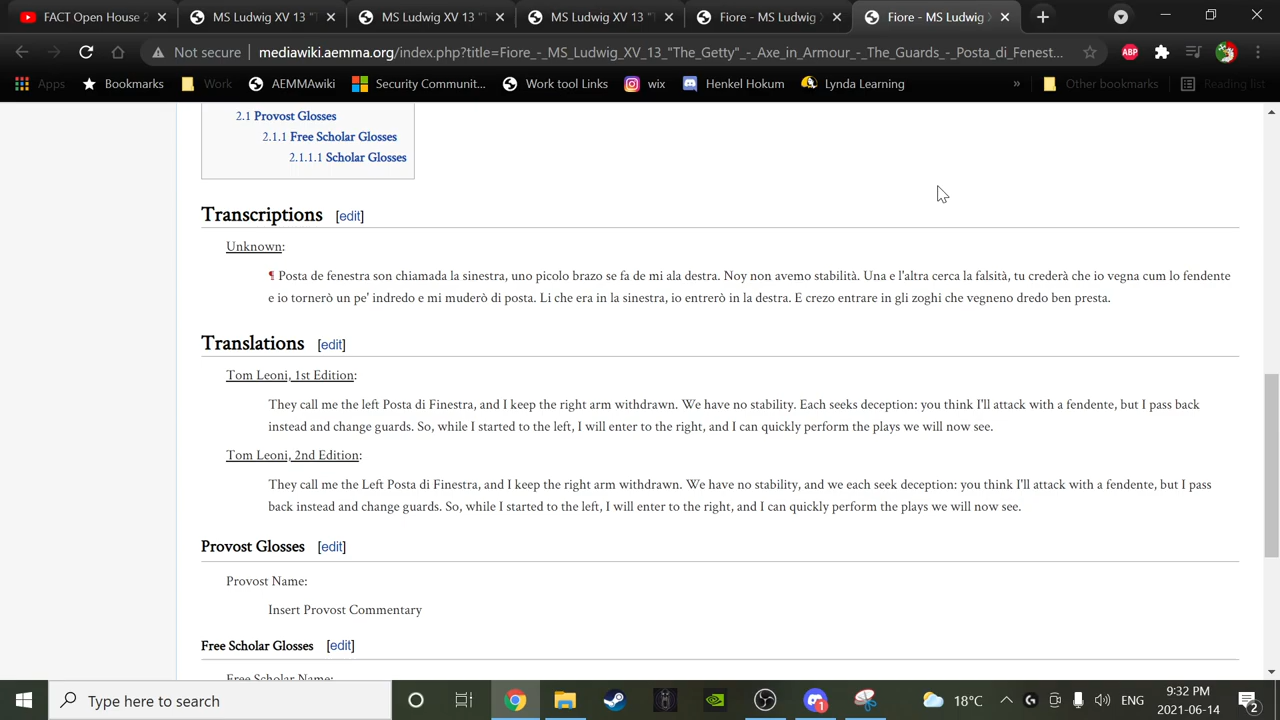 FACT Open House 2
MS Ludwig XV 13 "T
MS Ludwig XV 13 "
MS Ludwig XV 13 "T
Fiore - MS Ludwig
Fiore - MS Ludwig
Not secure
mediawiki.aemma.org/index.php?title=Fiore_-_MS_Ludwig_XV_13_"The_Getty"_-_Axe_in_Armour_-_The_Guards_-_Posta_di_Fenest...
ABP
Apps
Bookmarks
Work
AEMMAwiki
Security Communit...
Work tool Links
wix
Henkel Hokum
Lynda Learning
»
Other bookmarks
Reading list
2.1 Provost Glosses
2.1.1 Free Scholar Glosses
2.1.1.1 Scholar Glosses
Transcriptions [edit]
Unknown:
¶ Posta de fenestra son chiamada la sinestra, uno picolo brazo se fa de mi ala destra. Noy non avemo stabilità. Una e l'altra cerca la falsità, tu crederà che io vegna cum lo fendente
e io tornerò un pe' indredo e mi muderò di posta. Li che era in la sinestra, io entrerò in la destra. E crezo entrare in gli zoghi che vegneno dredo ben presta.
Translations [edit]
Tom Leoni, 1st Edition:
They call me the left Posta di Finestra, and I keep the right arm withdrawn. We have no stability. Each seeks deception: you think I'll attack with a fendente, but I pass back
instead and change guards. So, while I started to the left, I will enter to the right, and I can quickly perform the plays we will now see.
Tom Leoni, 2nd Edition:
They call me the Left Posta di Finestra, and I keep the right arm withdrawn. We have no stability, and we each seek deception: you think I'll attack with a fendente, but I pass
back instead and change guards. So, while I started to the left, I will enter to the right, and I can quickly perform the plays we will now see.
Provost Glosses [edit]
Provost Name:
Insert Provost Commentary
Free Scholar Glosses [edit]
Free Scholar Name:
Type here to search
1
18°C
ENG
9:32 PM
2021-06-14
2